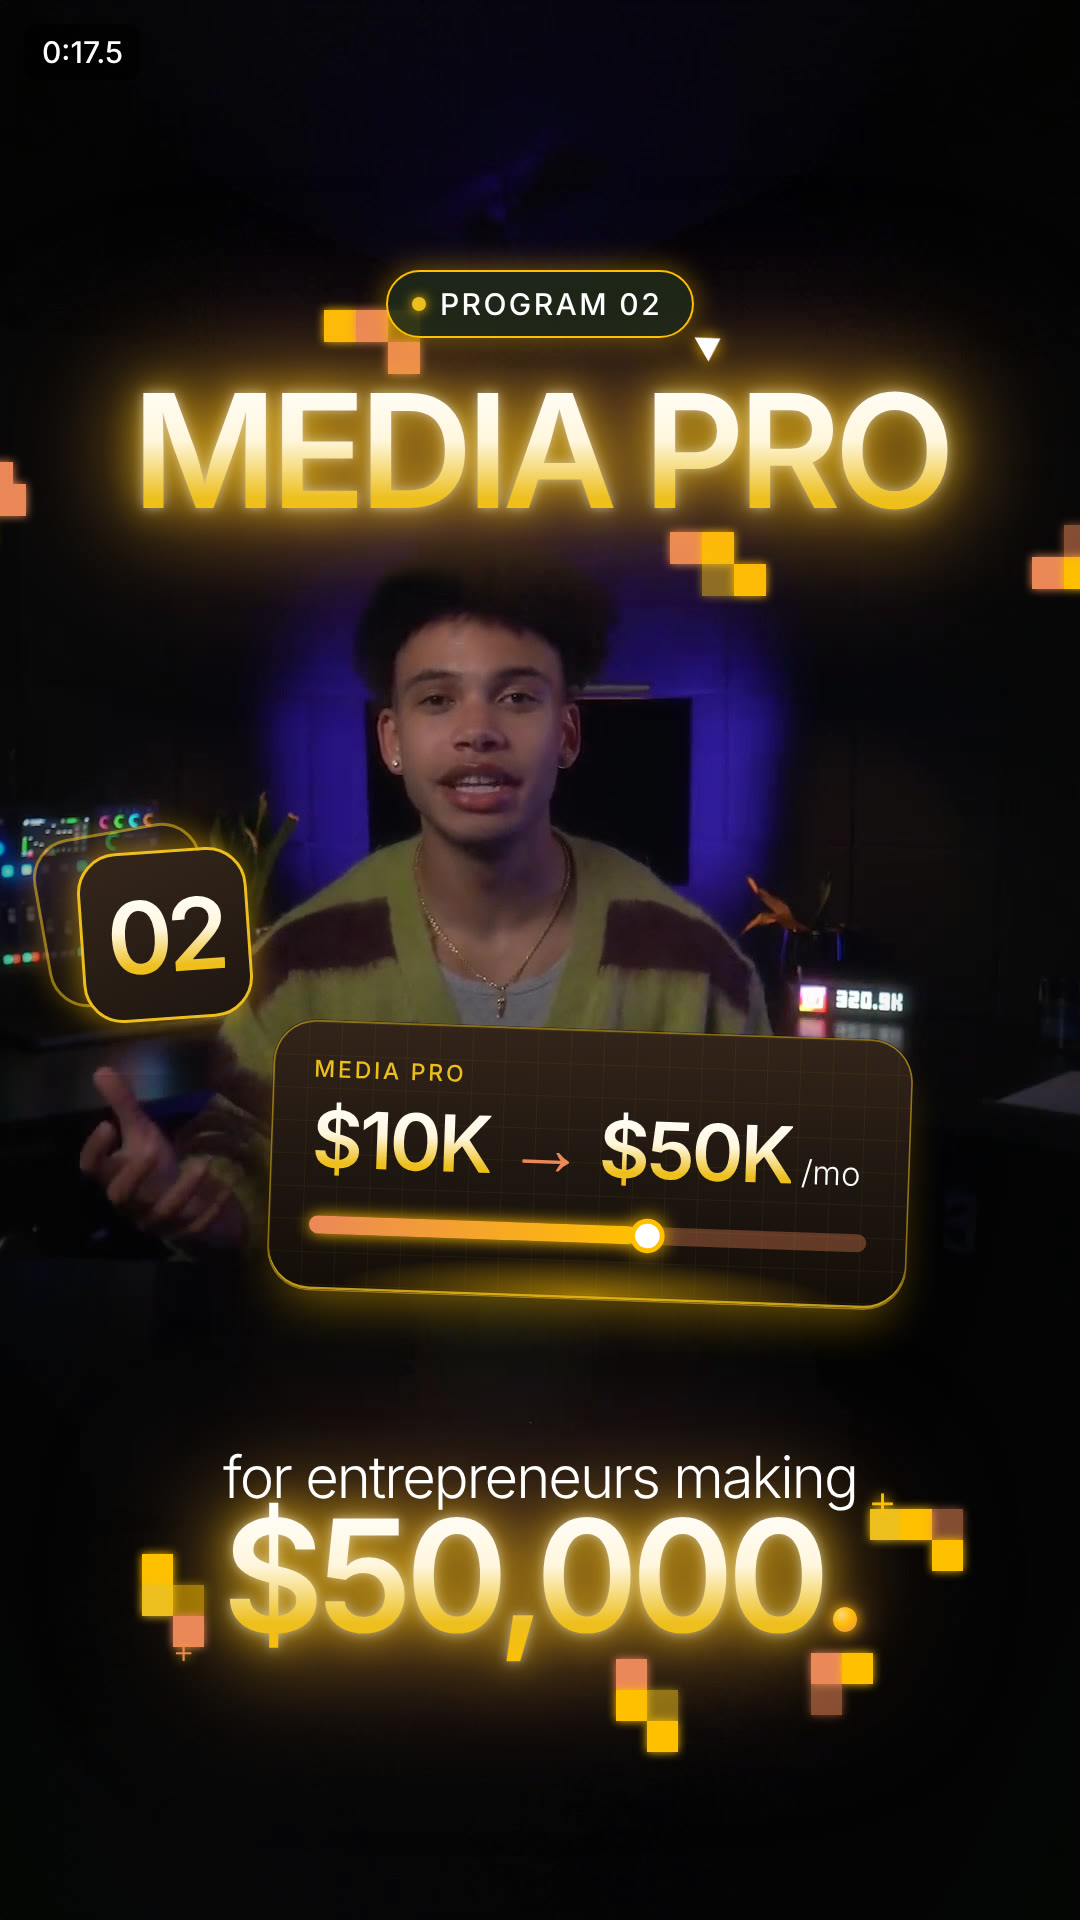 0:17.5
PROGRAM 02
MEDIA PRO
02
320.9K
MEDIA PRO
$10K → $50K /mo
for entrepreneurs making
$50,000.